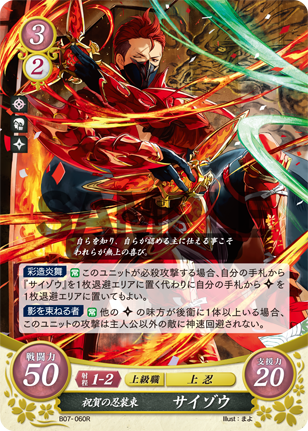 3
2
SAMPLE
自らを知り、自らが認める主に仕える事こそ
われらが無上の喜び。
彩造炎舞 常 このユニットが必殺攻撃する場合、自分の手札から
『サイゾウ』を1枚退避エリアに置く代わりに自分の手札から
を1枚退避エリアに置いてもよい。
影を束ねる者 常 他の の味方が後衛に1体以上いる場合、
このユニットの攻撃は主人公以外の敵に神速回避されない。
戦闘力
50
射程 1-2 上級職 上忍
支援力
20
祝賀の忍装束 サイゾウ
B07-060R
Illust:まよ